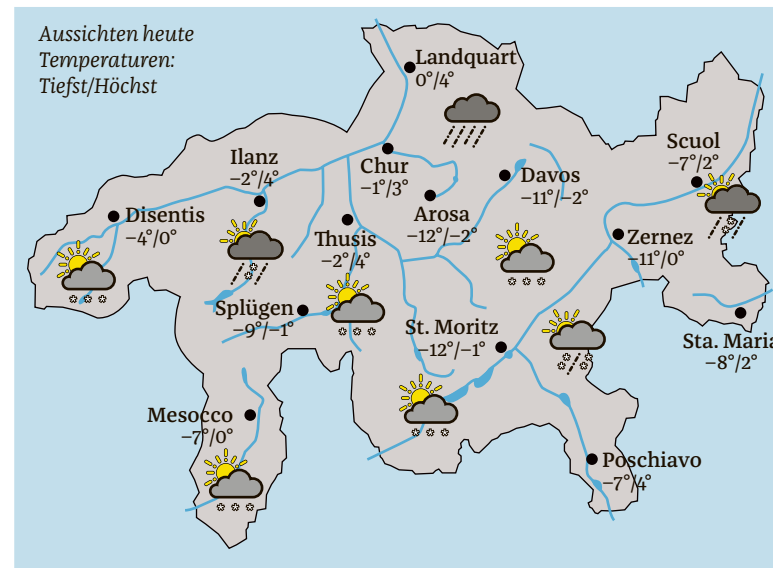 Aussichten heute
Temperaturen:
Tiefst/Höchst
Landquart
0°/4°
Scuol
–7°/2°
Ilanz
–2°/4°
Chur
–1°/3°
Davos
–11°/–2°
Disentis
–4°/0°
Arosa
–12°/–2°
Thusis
–2°/4°
Zernez
–11°/0°
Splügen
–9°/–1°
St. Moritz
–12°/–1°
Sta. Maria
–8°/2°
Mesocco
–7°/0°
Poschiavo
–7°/4°